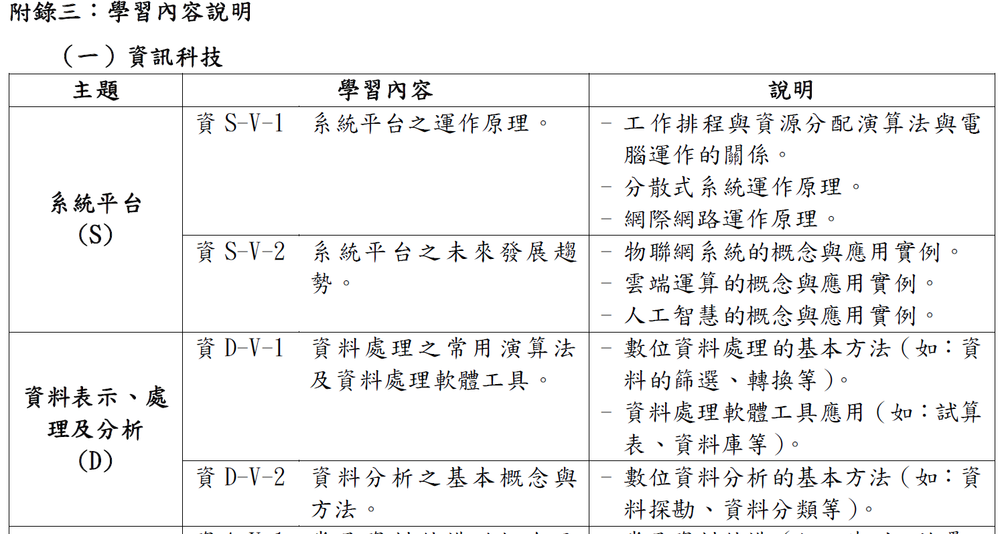 附錄三：學習內容說明
（一）資訊科技
主題 學習內容 說明
系統平台
(S)
資 S-V-1 系統平台之運作原理。
- 工作排程與資源分配演算法與電
腦運作的關係。
- 分散式系統運作原理。
- 網際網路運作原理。
資 S-V-2 系統平台之未來發展趨
勢。
- 物聯網系統的概念與應用實例。
- 雲端運算的概念與應用實例。
- 人工智慧的概念與應用實例。
資料表示、處
理及分析
(D)
資 D-V-1 資料處理之常用演算法
及資料處理軟體工具。
- 數位資料處理的基本方法（如：資
料的篩選、轉換等）。
- 資料處理軟體工具應用（如：試算
表、資料庫等）。
資 D-V-2 資料分析之基本概念與
方法。
- 數位資料分析的基本方法（如：資
料探勘、資料分類等）。